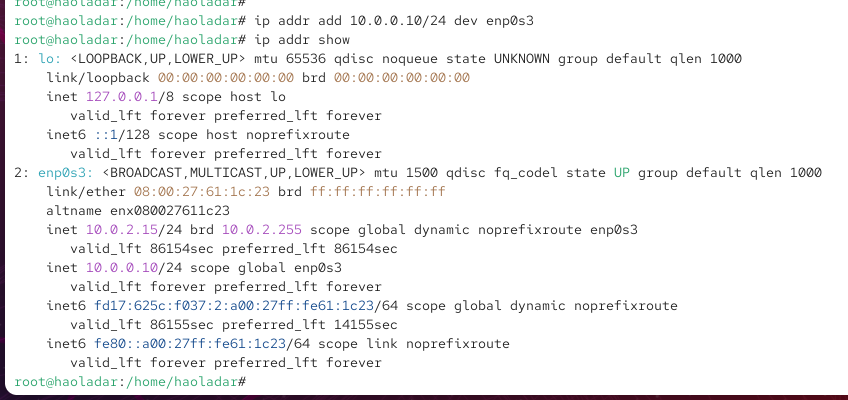 root@haoladar:/home/haoladar#
root@haoladar:/home/haoladar# ip addr add 10.0.0.10/24 dev enp0s3
root@haoladar:/home/haoladar# ip addr show
1: lo: <LOOPBACK,UP,LOWER_UP> mtu 65536 qdisc noqueue state UNKNOWN group default qlen 1000
    link/loopback 00:00:00:00:00:00 brd 00:00:00:00:00:00
    inet 127.0.0.1/8 scope host lo
       valid_lft forever preferred_lft forever
    inet6 ::1/128 scope host noprefixroute
       valid_lft forever preferred_lft forever
2: enp0s3: <BROADCAST,MULTICAST,UP,LOWER_UP> mtu 1500 qdisc fq_codel state UP group default qlen 1000
    link/ether 08:00:27:61:1c:23 brd ff:ff:ff:ff:ff:ff
    altname enx080027611c23
    inet 10.0.2.15/24 brd 10.0.2.255 scope global dynamic noprefixroute enp0s3
       valid_lft 86154sec preferred_lft 86154sec
    inet 10.0.0.10/24 scope global enp0s3
       valid_lft forever preferred_lft forever
    inet6 fd17:625c:f037:2:a00:27ff:fe61:1c23/64 scope global dynamic noprefixroute
       valid_lft 86155sec preferred_lft 14155sec
    inet6 fe80::a00:27ff:fe61:1c23/64 scope link noprefixroute
       valid_lft forever preferred_lft forever
root@haoladar:/home/haoladar#